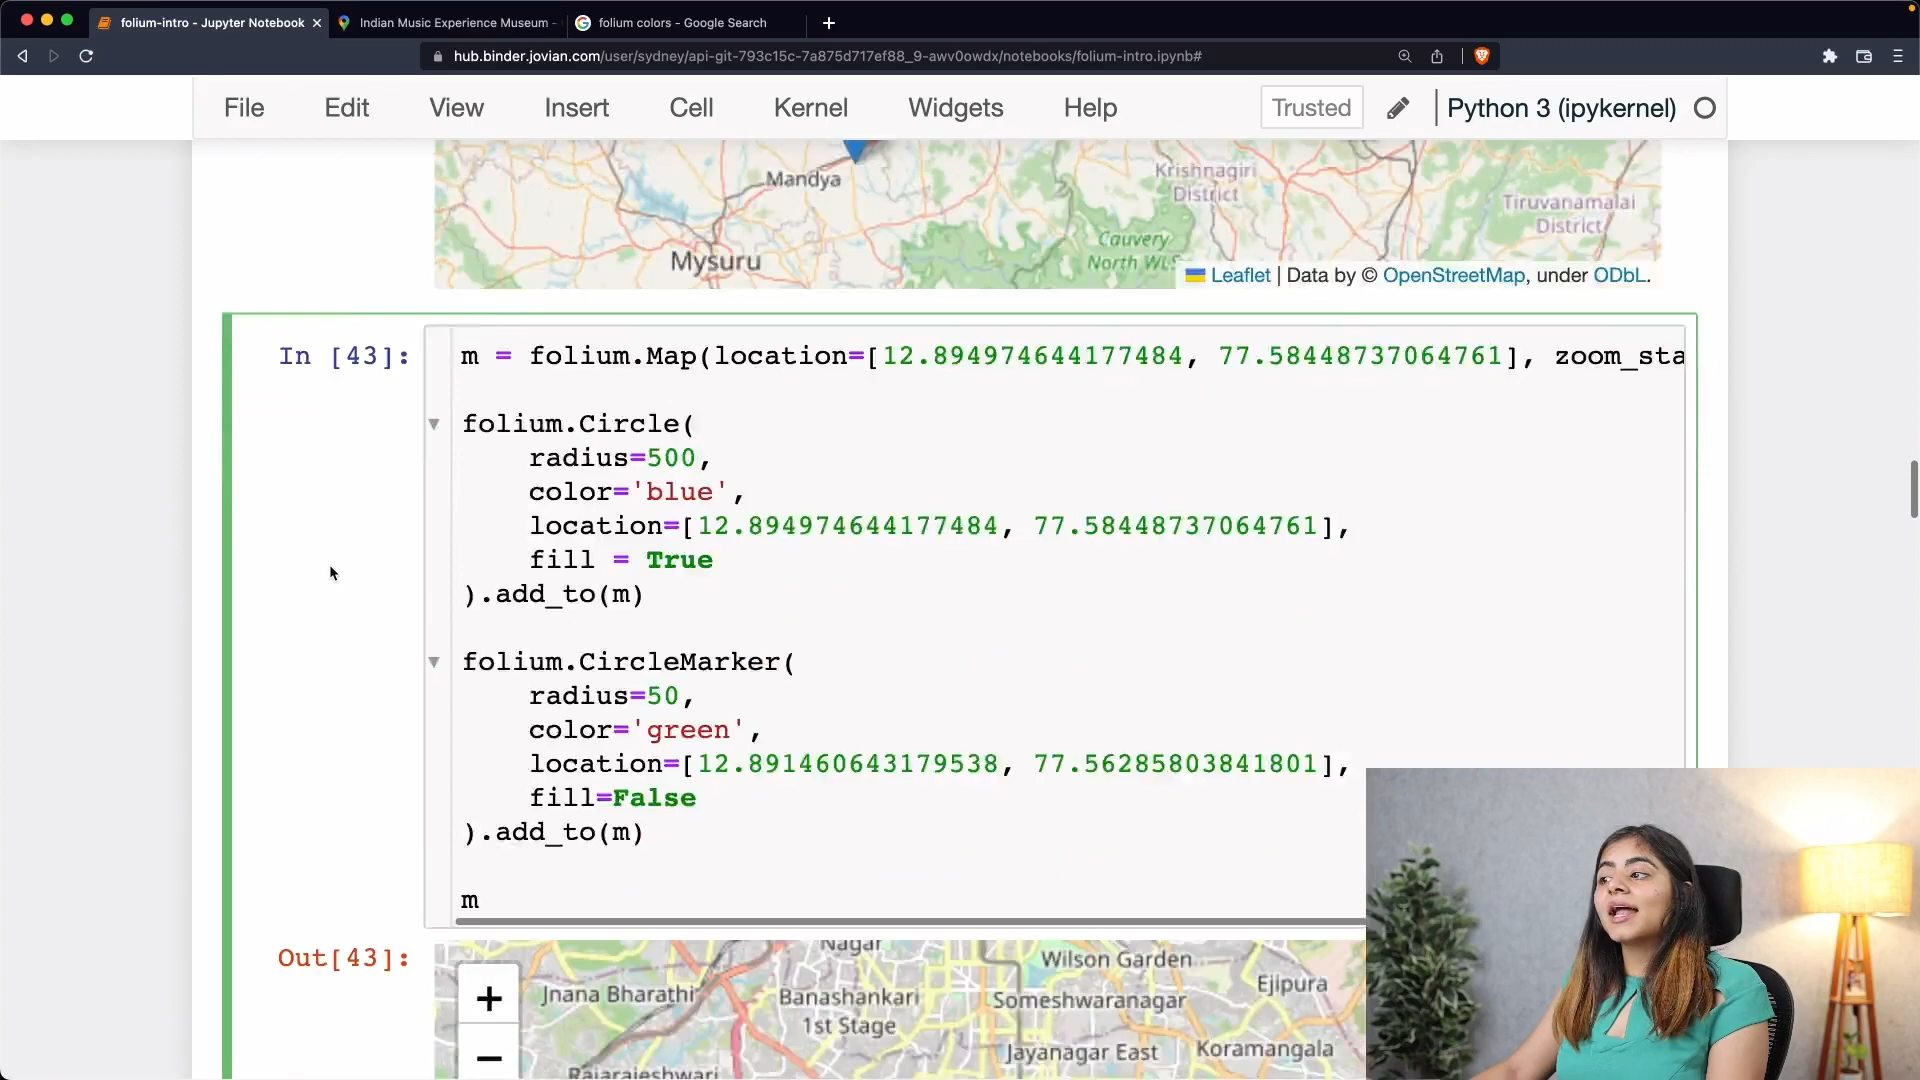 folium-intro - Jupyter Notebook
Indian Music Experience Museum -
folium colors - Google Search
hub.binder.jovian.com/user/sydney/api-git-793c15c-7a875d717ef88_9-awv0owdx/notebooks/folium-intro.ipynb#
File Edit View Insert Cell Kernel Widgets Help Trusted Python 3 (ipykernel)
Mandya
Krishnagiri
District
Tiruvanamalai
District
Cauvery
North WLS
Mysuru
Leaflet | Data by © OpenStreetMap, under ODbL.
In [43]:
m = folium.Map(location=[12.894974644177484, 77.58448737064761], zoom_sta
folium.Circle(
radius=500,
color='blue',
location=[12.894974644177484, 77.58448737064761],
fill = True
).add_to(m)
folium.CircleMarker(
radius=50,
color='green',
location=[12.891460643179538, 77.56285803841801],
fill=False
).add_to(m)
m
Out[43]:
+
−
Nagar
Wilson Garden
Ejipura
Jnana Bharathi
Banashankari
1st Stage
Someshwaranagar
Jayanagar East
Koramangala
Rajarajeshwari